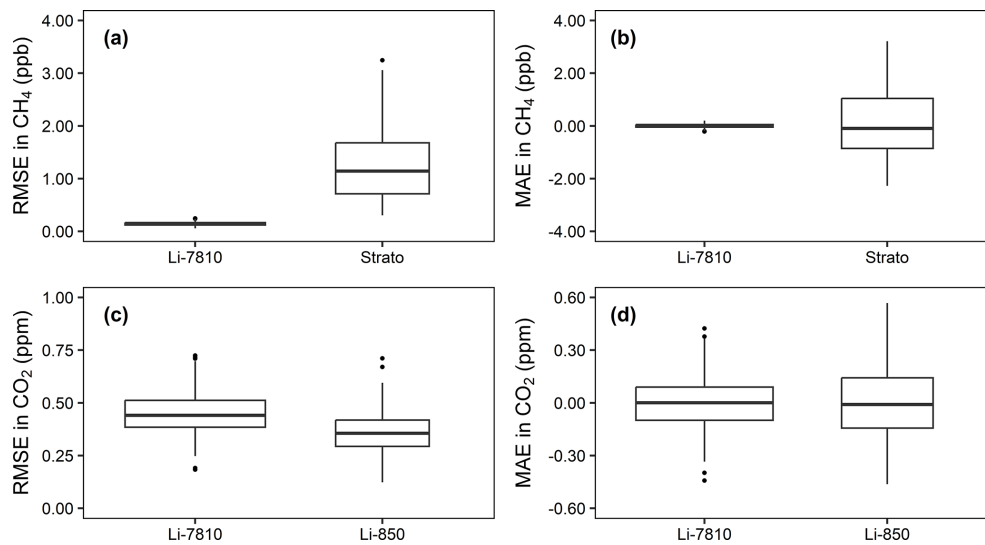 (a)
RMSE in CH₄ (ppb)
4.00
3.00
2.00
1.00
0.00
Li-7810 Strato
(b)
MAE in CH₄ (ppb)
4.00
2.00
0.00
-2.00
-4.00
Li-7810 Strato
(c)
RMSE in CO₂ (ppm)
1.00
0.75
0.50
0.25
0.00
Li-7810 Li-850
(d)
MAE in CO₂ (ppm)
0.60
0.30
0.00
-0.30
-0.60
Li-7810 Li-850